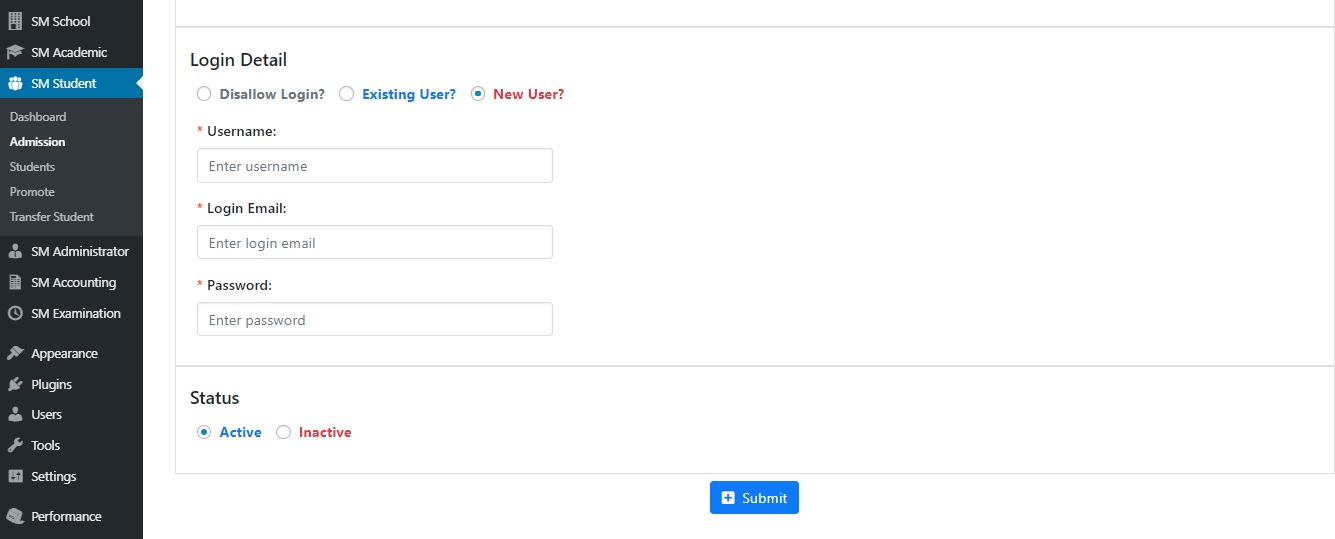 SM School
SM Academic
SM Student
Dashboard
Admission
Students
Promote
Transfer Student
SM Administrator
SM Accounting
SM Examination
Appearance
Plugins
Users
Tools
Settings
Performance
Login Detail
Disallow Login? Existing User? New User?
* Username:
Enter username
* Login Email:
Enter login email
* Password:
Enter password
Status
Active Inactive
Submit